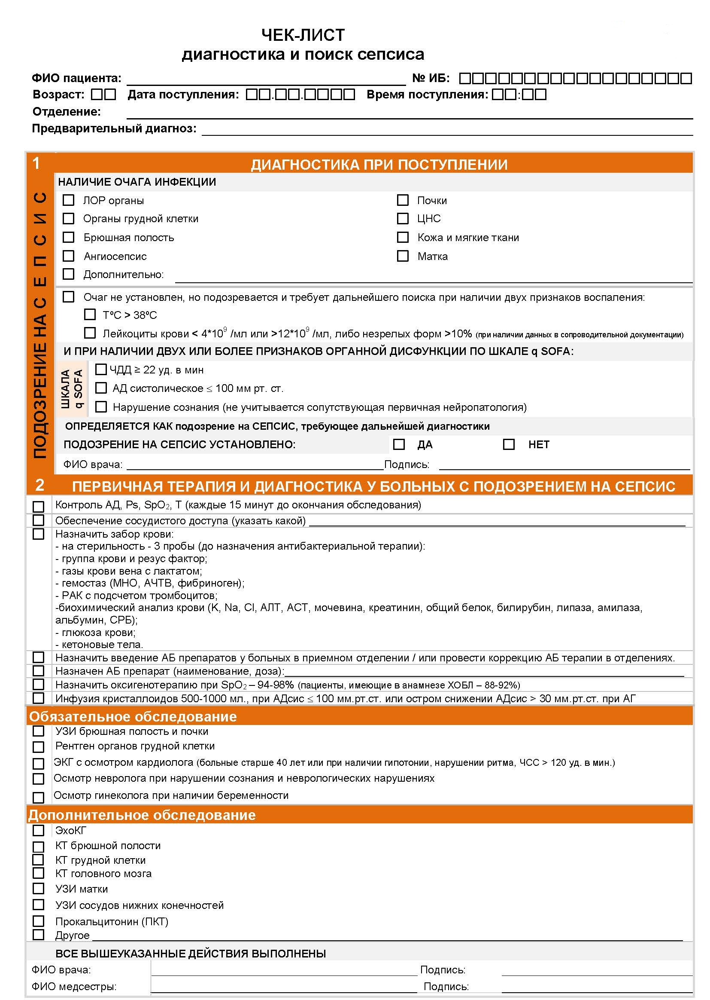 ЧЕК-ЛИСТ
диагностика и поиск сепсиса
ФИО пациента: № ИБ:
Возраст: Дата поступления: . . Время поступления: :
Отделение:
Предварительный диагноз:
1 ДИАГНОСТИКА ПРИ ПОСТУПЛЕНИИ
ПОДОЗРЕНИЕ НА С Е П С И С
НАЛИЧИЕ ОЧАГА ИНФЕКЦИИ
ЛОР органы Почки
Органы грудной клетки ЦНС
Брюшная полость Кожа и мягкие ткани
Ангиосепсис Матка
Дополнительно:
Очаг не установлен, но подозревается и требует дальнейшего поиска при наличии двух признаков воспаления:
TºC > 38ºC
Лейкоциты крови < 4*10⁹ /мл или >12*10⁹ /мл, либо незрелых форм >10% (при наличии данных в сопроводительной документации)
И ПРИ НАЛИЧИИ ДВУХ ИЛИ БОЛЕЕ ПРИЗНАКОВ ОРГАННОЙ ДИСФУНКЦИИ ПО ШКАЛЕ q SOFA:
ШКАЛА
q SOFA
ЧДД ≥ 22 уд. в мин
АД систолическое ≤ 100 мм рт. ст.
Нарушение сознания (не учитывается сопутствующая первичная нейропатология)
ОПРЕДЕЛЯЕТСЯ КАК подозрение на СЕПСИС, требующее дальнейшей диагностики
ПОДОЗРЕНИЕ НА СЕПСИС УСТАНОВЛЕНО: ДА НЕТ
ФИО врача: Подпись:
2 ПЕРВИЧНАЯ ТЕРАПИЯ И ДИАГНОСТИКА У БОЛЬНЫХ С ПОДОЗРЕНИЕМ НА СЕПСИС
Контроль АД, Ps, SpO₂, T (каждые 15 минут до окончания обследования)
Обеспечение сосудистого доступа (указать какой)
Назначить забор крови:
- на стерильность - 3 пробы (до назначения антибактериальной терапии):
- группа крови и резус фактор;
- газы крови вена с лактатом;
- гемостаз (МНО, АЧТВ, фибриноген);
- РАК с подсчетом тромбоцитов;
-биохимический анализ крови (K, Na, Cl, АЛТ, АСТ, мочевина, креатинин, общий белок, билирубин, липаза, амилаза,
альбумин, СРБ);
- глюкоза крови;
- кетоновые тела.
Назначить введение АБ препаратов у больных в приемном отделении / или провести коррекцию АБ терапии в отделениях.
Назначен АБ препарат (наименование, доза):
Назначить оксигенотерапию при SpO₂ – 94-98% (пациенты, имеющие в анамнезе ХОБЛ – 88-92%)
Инфузия кристаллоидов 500-1000 мл., при АДсис ≤ 100 мм.рт.ст. или остром снижении АДсис > 30 мм.рт.ст. при АГ
Обязательное обследование
УЗИ брюшная полость и почки
Рентген органов грудной клетки
ЭКГ с осмотром кардиолога (больные старше 40 лет или при наличии гипотонии, нарушении ритма, ЧСС > 120 уд. в мин.)
Осмотр невролога при нарушении сознания и неврологических нарушениях
Осмотр гинеколога при наличии беременности
Дополнительное обследование
ЭхоКГ
КТ брюшной полости
КТ грудной клетки
КТ головного мозга
УЗИ матки
УЗИ сосудов нижних конечностей
Прокальцитонин (ПКТ)
Другое
ВСЕ ВЫШЕУКАЗАННЫЕ ДЕЙСТВИЯ ВЫПОЛНЕНЫ
ФИО врача: Подпись:
ФИО медсестры: Подпись: